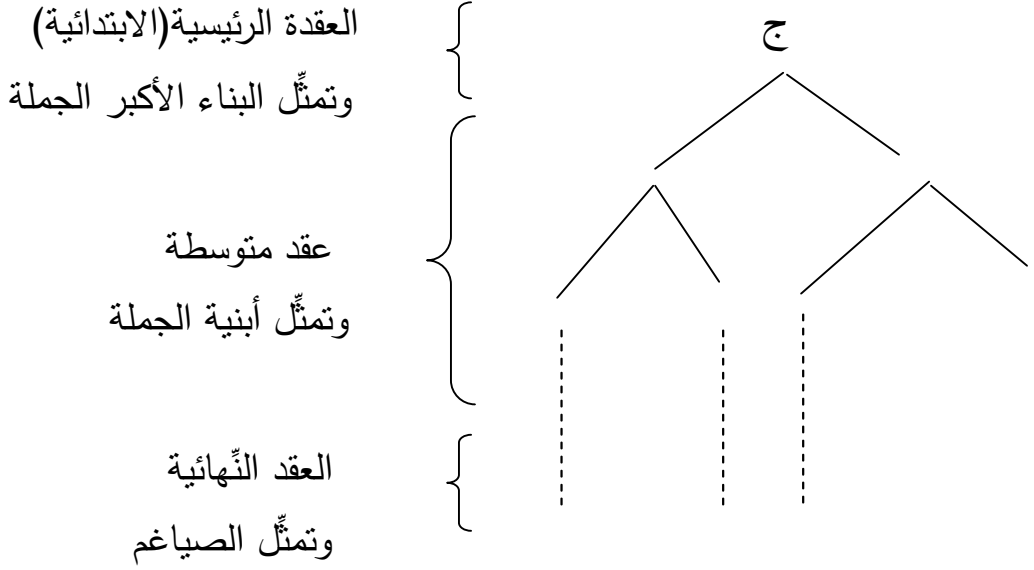 ج
العقدة الرئيسية(الابتدائية)
وتمثِّل البناء الأكبر الجملة
عقد متوسطة
وتمثِّل أبنية الجملة
العقد النِّهائية
وتمثِّل الصياغم